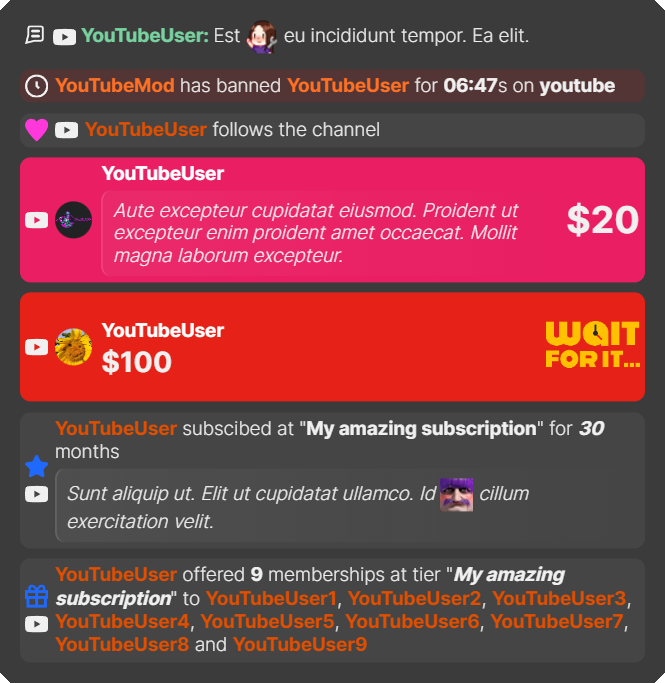 YouTubeUser: Est eu incididunt tempor. Ea elit.
YouTubeMod has banned YouTubeUser for 06:47s on youtube
YouTubeUser follows the channel
YouTubeUser
Aute excepteur cupidatat eiusmod. Proident ut
excepteur enim proident amet occaecat. Mollit
magna laborum excepteur.
$20
YouTubeUser
$100
WAIT
FOR IT...
YouTubeUser subscibed at "My amazing subscription" for 30
months
Sunt aliquip ut. Elit ut cupidatat ullamco. Id cillum
exercitation velit.
YouTubeUser offered 9 memberships at tier "My amazing
subscription" to YouTubeUser1, YouTubeUser2, YouTubeUser3,
YouTubeUser4, YouTubeUser5, YouTubeUser6, YouTubeUser7,
YouTubeUser8 and YouTubeUser9